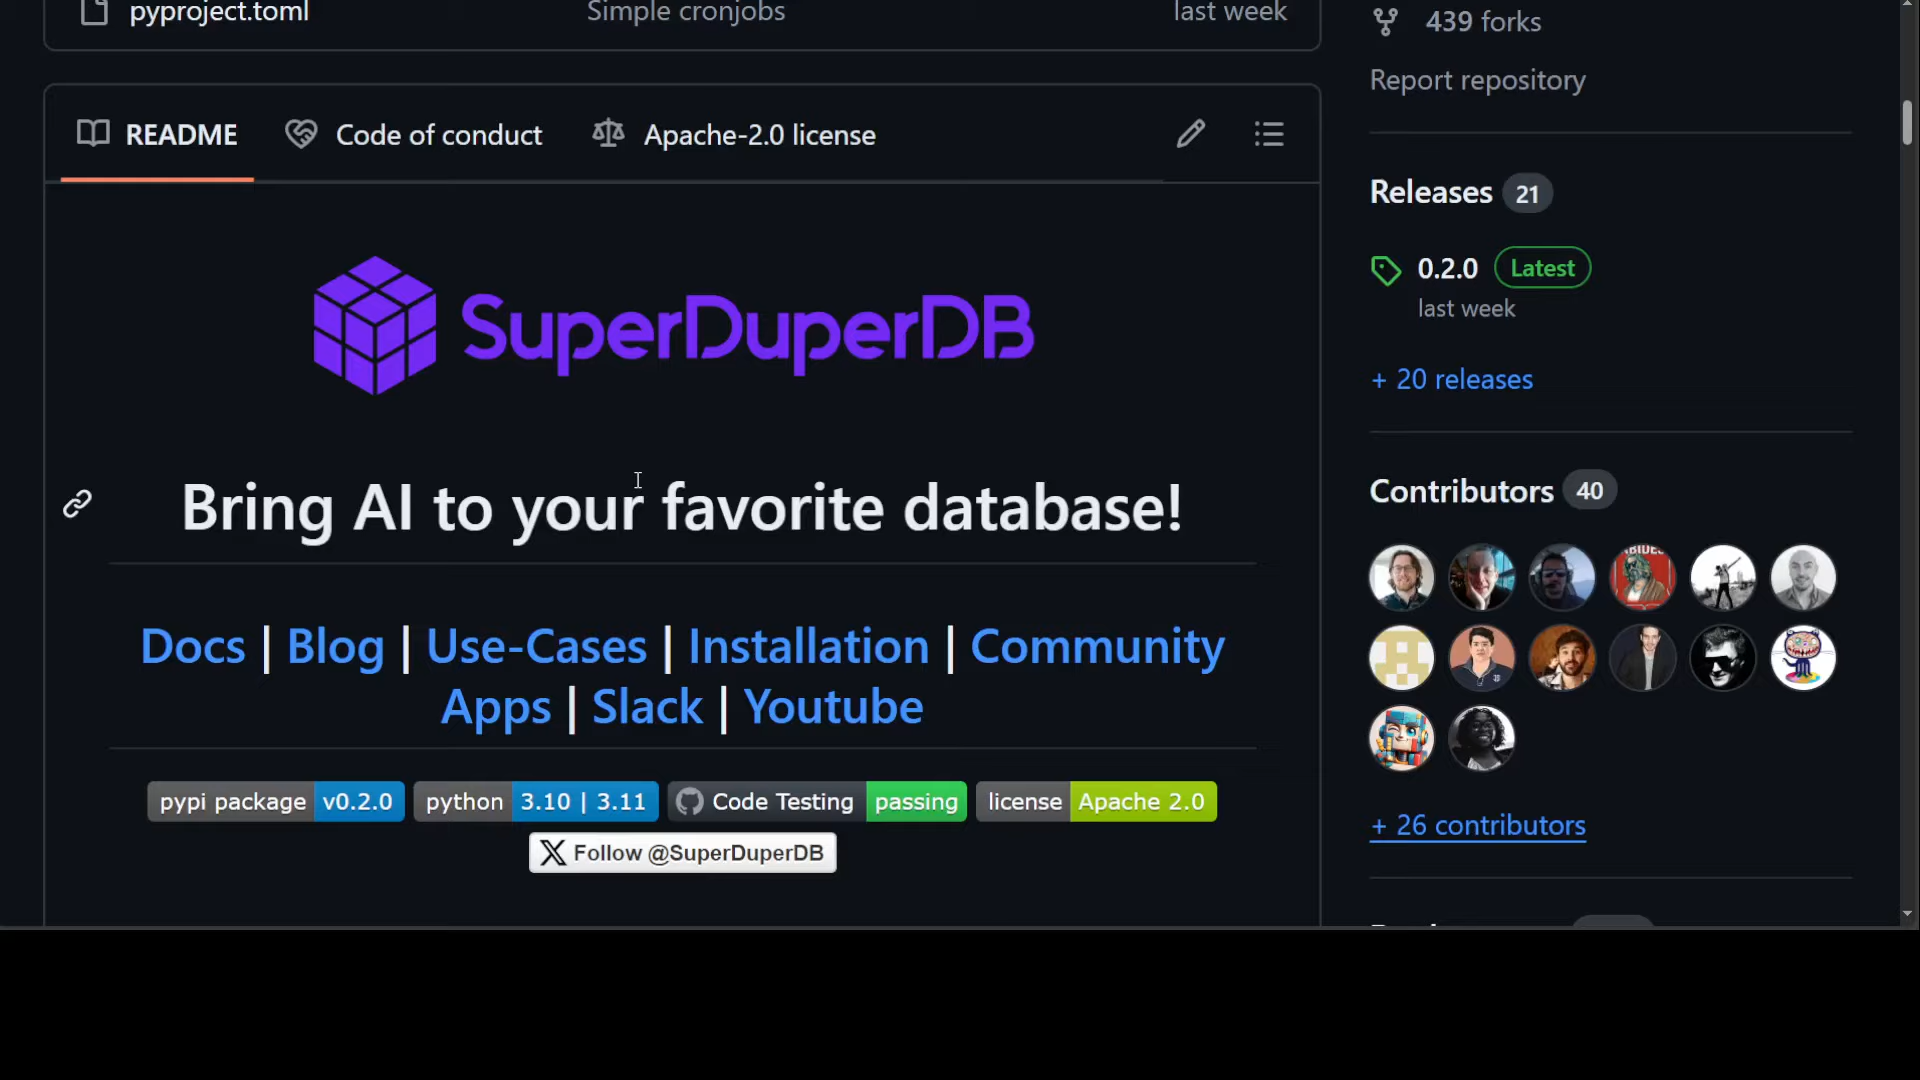 pyproject.toml Simple cronjobs last week
README Code of conduct Apache-2.0 license
SuperDuperDB
Bring AI to your favorite database!
Docs | Blog | Use-Cases | Installation | Community
Apps | Slack | Youtube
pypi package v0.2.0 python 3.10 | 3.11 Code Testing passing license Apache 2.0
Follow @SuperDuperDB
439 forks
Report repository
Releases 21
0.2.0 Latest
last week
+ 20 releases
Contributors 40
+ 26 contributors